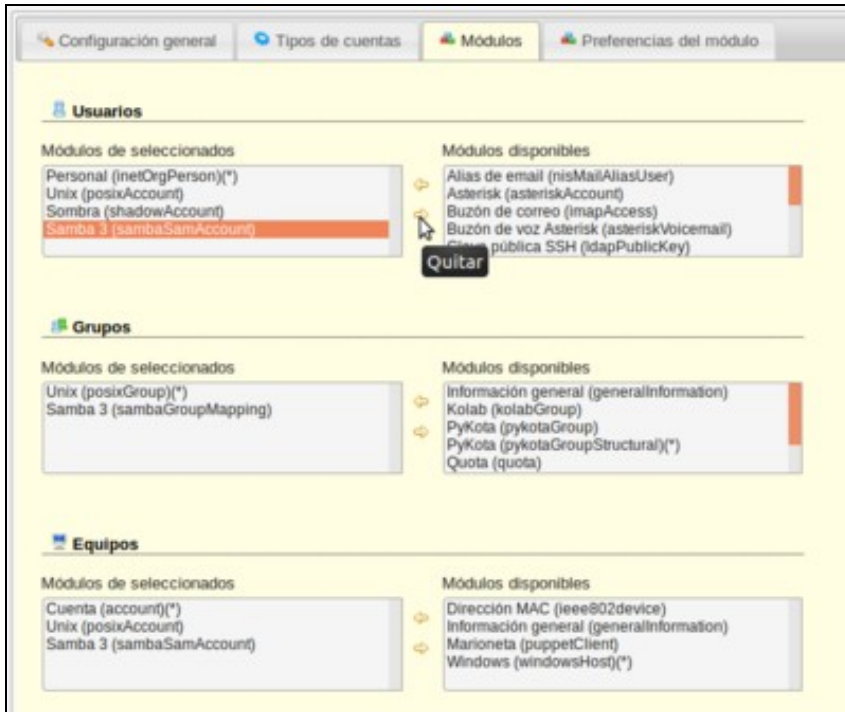 Configuración general
Tipos de cuentas
Módulos
Preferencias del módulo
Usuarios
Módulos de seleccionados
Personal (inetOrgPerson)(*)
Unix (posixAccount)
Sombra (shadowAccount)
Samba 3 (sambaSamAccount)
Módulos disponibles
Alias de email (nisMailAliasUser)
Asterisk (asteriskAccount)
Buzón de correo (imapAccess)
Buzón de voz Asterisk (asteriskVoicemail)
pública SSH (ldapPublicKey)
Quitar
Grupos
Módulos de seleccionados
Unix (posixGroup)(*)
Samba 3 (sambaGroupMapping)
Módulos disponibles
Información general (generalInformation)
Kolab (kolabGroup)
PyKota (pykotaGroup)
PyKota (pykotaGroupStructural)(*)
Quota (quota)
Equipos
Módulos de seleccionados
Cuenta (account)(*)
Unix (posixAccount)
Samba 3 (sambaSamAccount)
Módulos disponibles
Dirección MAC (ieee802device)
Información general (generalInformation)
Marioneta (puppetClient)
Windows (windowsHost)(*)